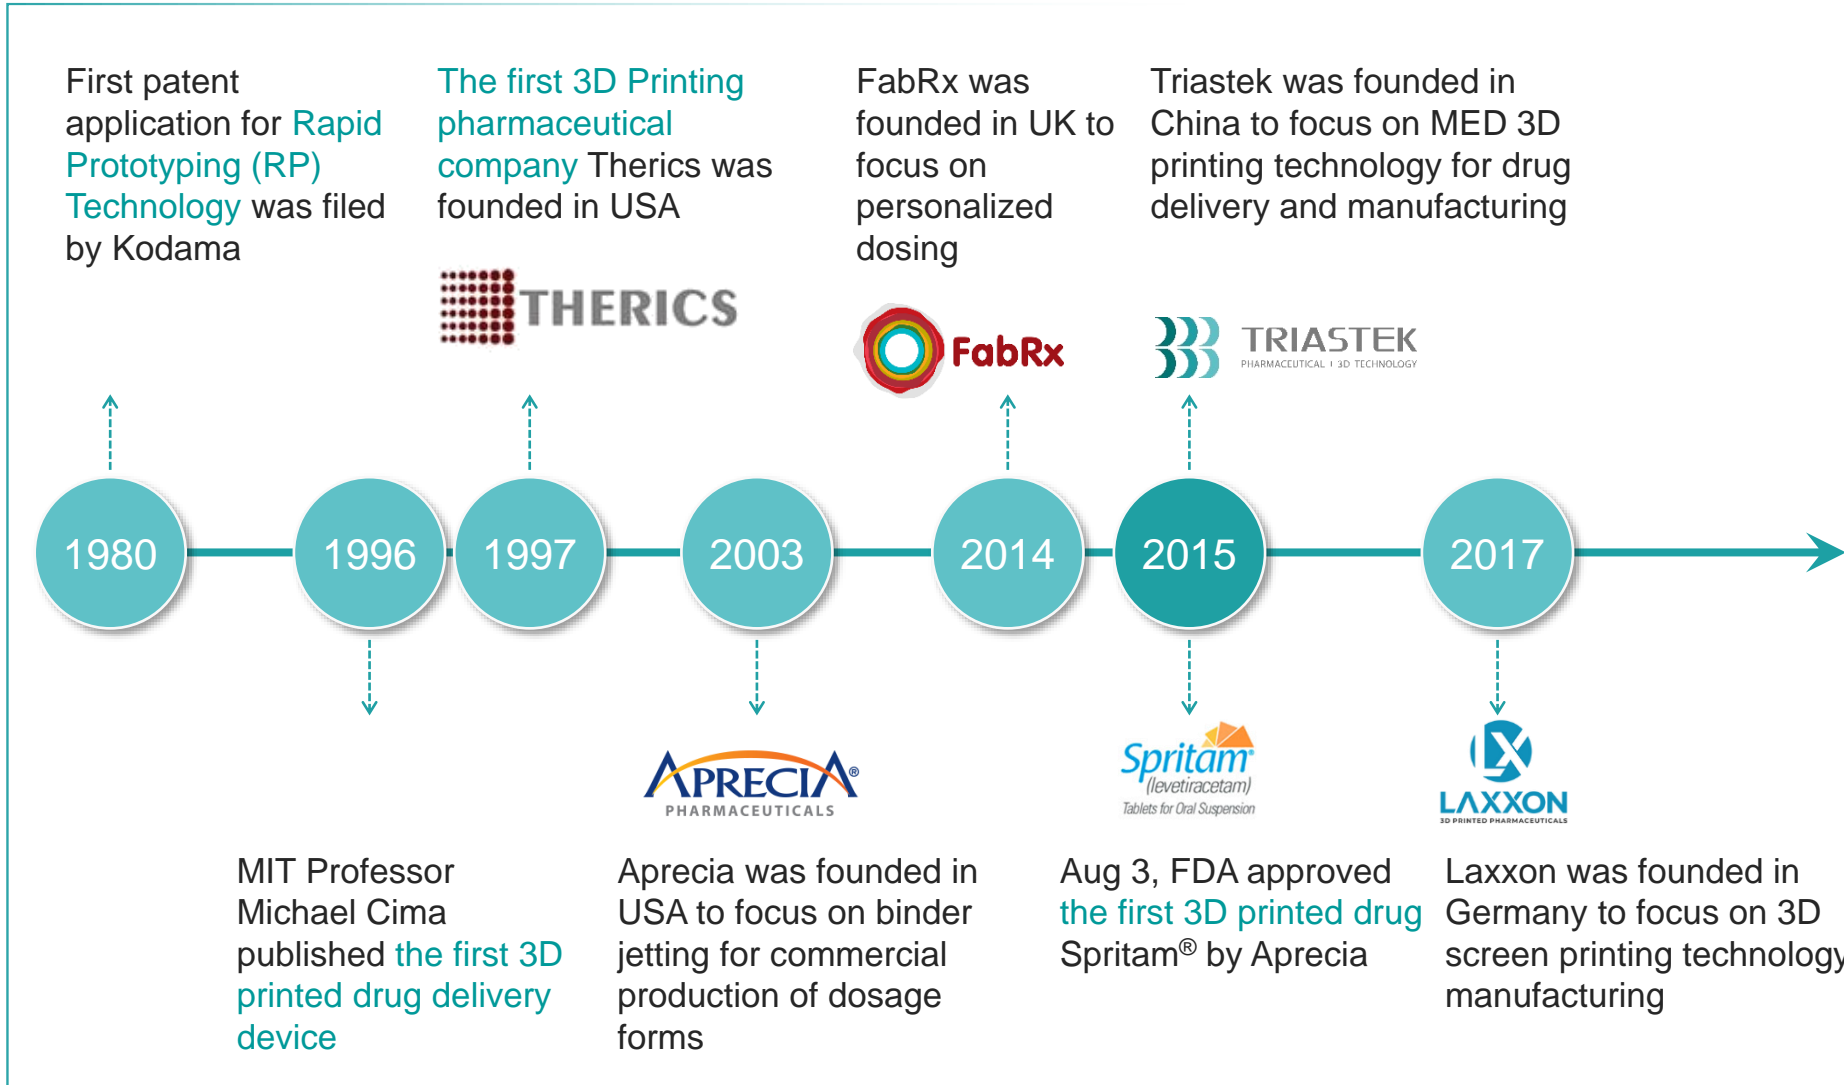 First patent
application for Rapid
Prototyping (RP)
Technology was filed
by Kodama
The first 3D Printing
pharmaceutical
company Therics was
founded in USA
THERICS
FabRx was
founded in UK to
focus on
personalized
dosing
FabRx
Triastek was founded in
China to focus on MED 3D
printing technology for drug
delivery and manufacturing
TRIASTEK
PHARMACEUTICAL I 3D TECHNOLOGY
1980
1996
1997
2003
2014
2015
2017
MIT Professor
Michael Cima
published the first 3D
printed drug delivery
device
APRECIA®
PHARMACEUTICALS
Aprecia was founded in
USA to focus on binder
jetting for commercial
production of dosage
forms
Spritam®
(levetiracetam)
Tablets for Oral Suspension
Aug 3, FDA approved
the first 3D printed drug
Spritam® by Aprecia
LX
LAXXON
3D PRINTED PHARMACEUTICALS
Laxxon was founded in
Germany to focus on 3D
screen printing technology
manufacturing